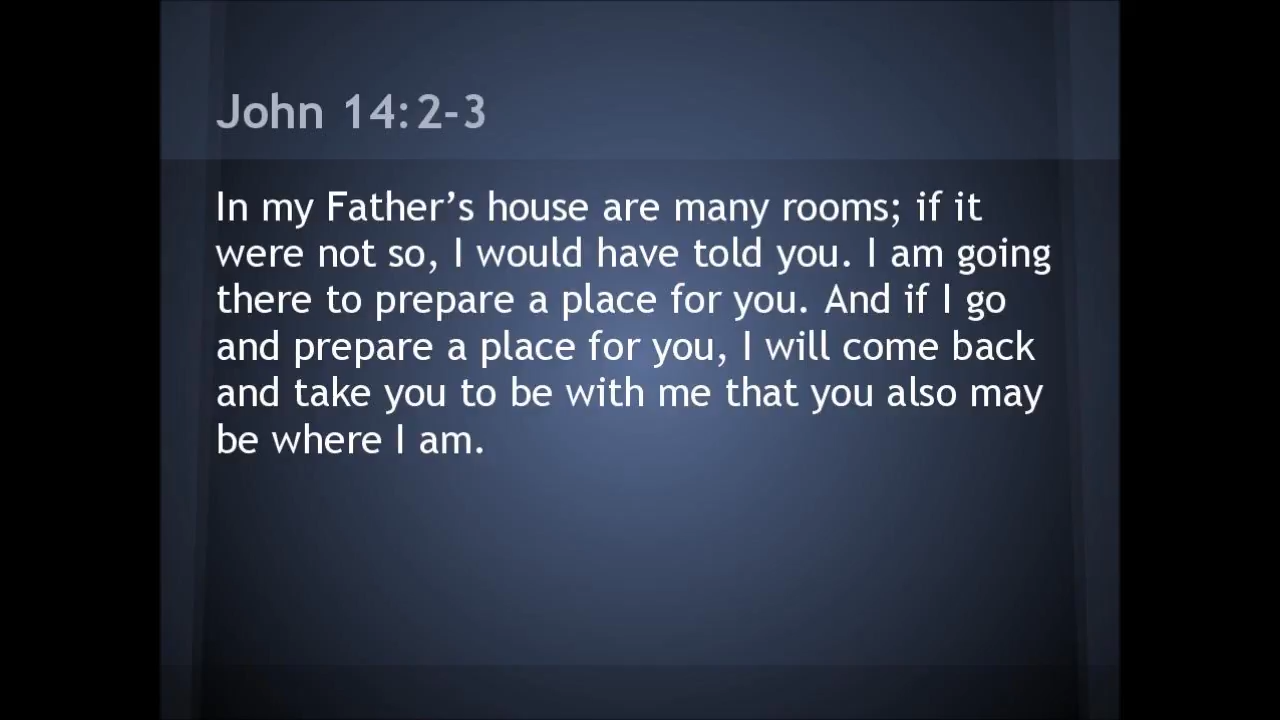 John 14:2-3
In my Father’s house are many rooms; if it
were not so, I would have told you. I am going
there to prepare a place for you. And if I go
and prepare a place for you, I will come back
and take you to be with me that you also may
be where I am.